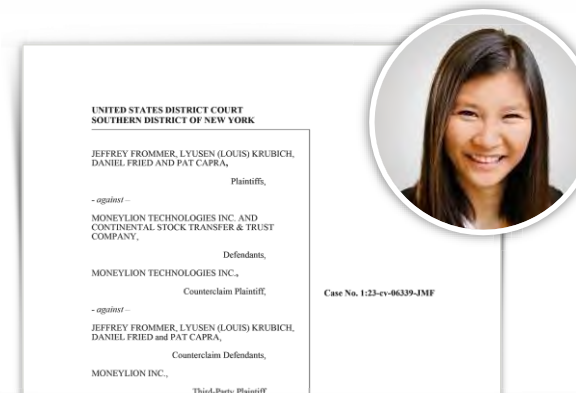 UNITED STATES DISTRICT COURT
SOUTHERN DISTRICT OF NEW YORK
JEFFREY FROMMER, LYUSEN (LOUIS) KRUBICH,
DANIEL FRIED AND PAT CAPRA,
Plaintiffs,
- against –
MONEYLION TECHNOLOGIES INC. AND
CONTINENTAL STOCK TRANSFER & TRUST
COMPANY,
Defendants,
MONEYLION TECHNOLOGIES INC.,
Counterclaim Plaintiff,
Case No. 1:23-cv-06339-JMF
- against –
JEFFREY FROMMER, LYUSEN (LOUIS) KRUBICH,
DANIEL FRIED and PAT CAPRA,
Counterclaim Defendants,
MONEYLION INC.,
Third-Party Plaintiff